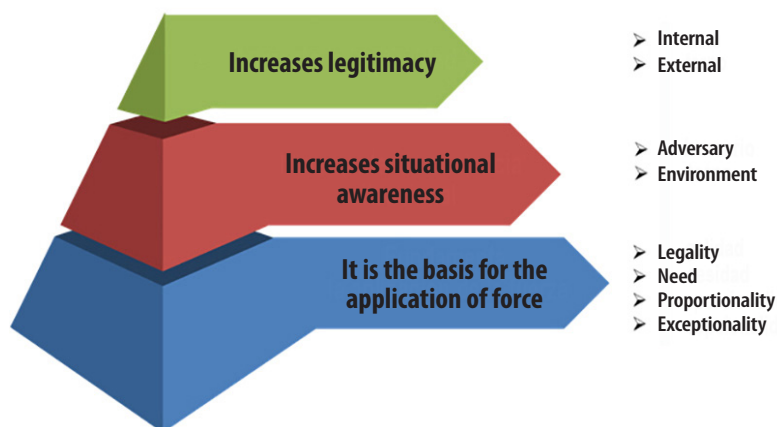 Increases legitimacy
Internal
External
Increases situational
awareness
Adversary
Environment
It is the basis for the
application of force
Legality
Need
Proportionality
Exceptionality